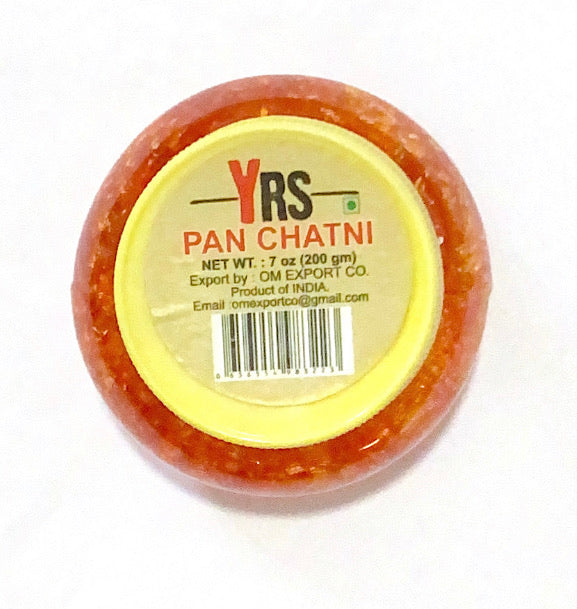 YRS
PAN CHATNI
NET WT. : 7 oz (200 gm)
Export by : OM EXPORT CO.
Product of INDIA.
Email :omexportco@gmail.com